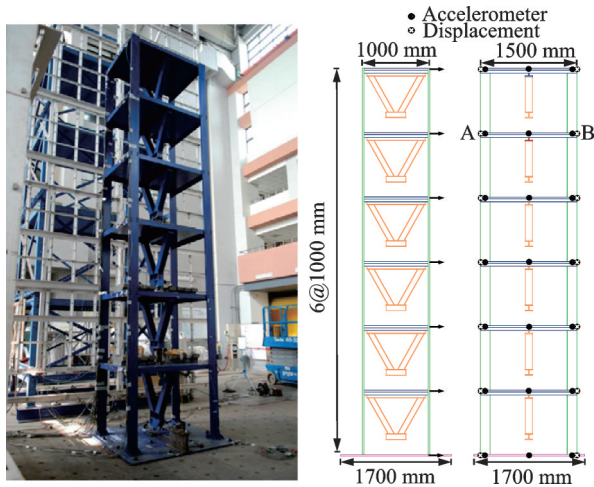 Accelerometer
Displacement
1000 mm
1500 mm
A
B
6@1000 mm
1700 mm
1700 mm